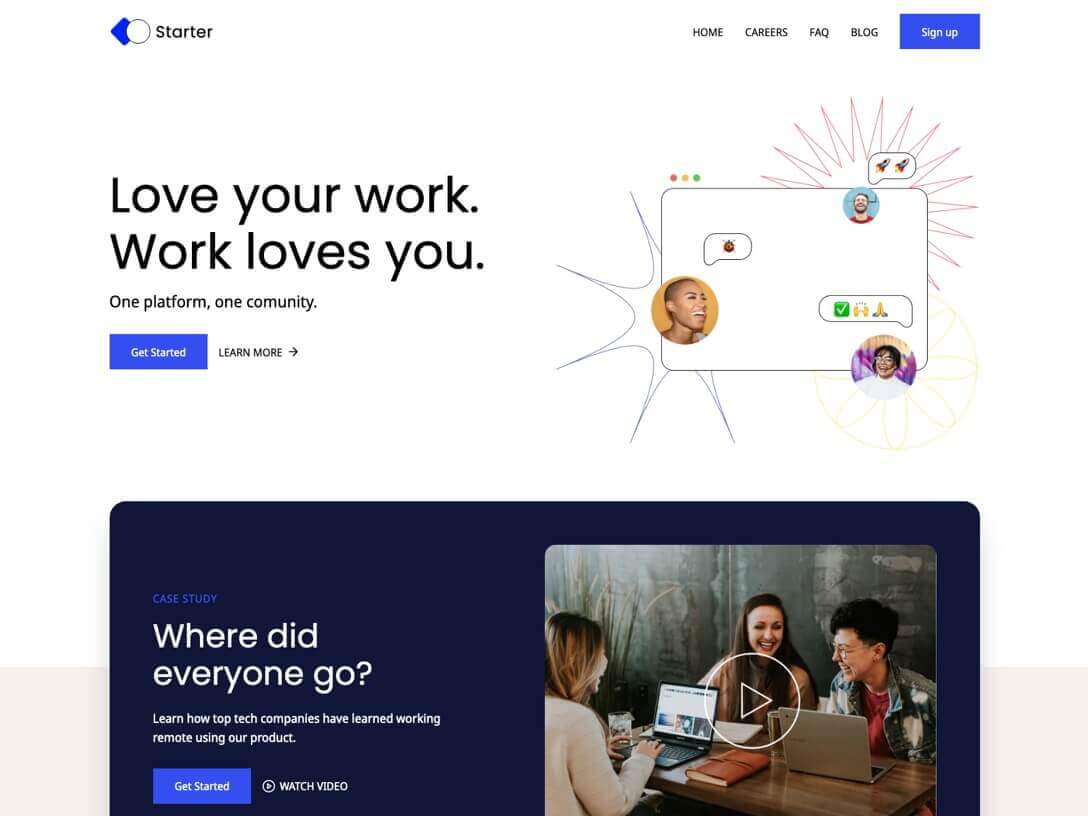 Starter
HOME CAREERS FAQ BLOG Sign up
Love your work.
Work loves you.
One platform, one comunity.
Get Started LEARN MORE
CASE STUDY
Where did
everyone go?
Learn how top tech companies have learned working
remote using our product.
Get Started WATCH VIDEO